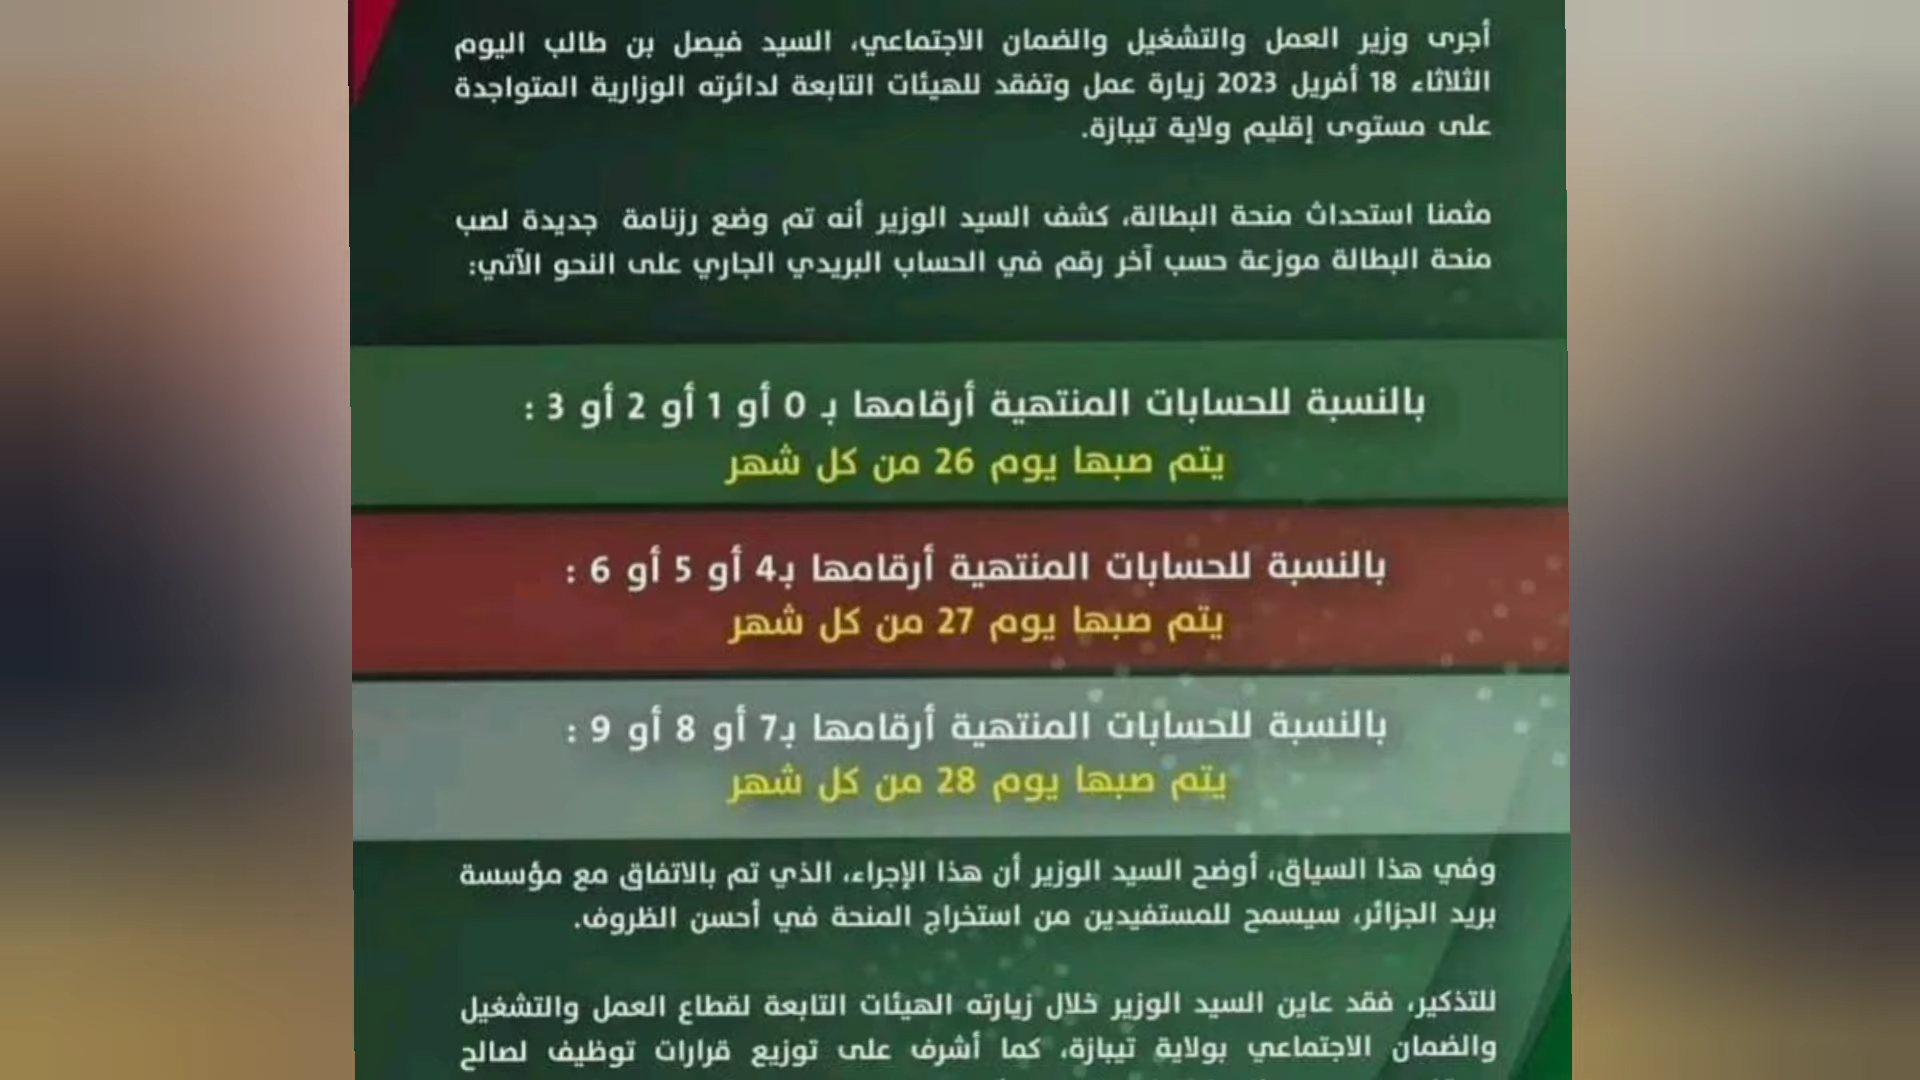 أجرى وزير العمل والتشغيل والضمان الاجتماعي، السيد فيصل بن طالب اليوم
الثلاثاء 18 أفريل 2023 زيارة عمل وتفقد للهيئات التابعة لدائرته الوزارية المتواجدة
على مستوى إقليم ولاية تيبازة.
مثمنا استحداث منحة البطالة، كشف السيد الوزير أنه تم وضع رزنامة جديدة لصب
منحة البطالة موزعة حسب آخر رقم في الحساب البريدي الجاري على النحو الآتي:
بالنسبة للحسابات المنتهية أرقامها بـ 0 أو 1 أو 2 أو 3 :
يتم صبها يوم 26 من كل شهر
بالنسبة للحسابات المنتهية أرقامها بـ4 أو 5 أو 6 :
يتم صبها يوم 27 من كل شهر
بالنسبة للحسابات المنتهية أرقامها بـ7 أو 8 أو 9 :
يتم صبها يوم 28 من كل شهر
وفي هذا السياق، أوضح السيد الوزير أن هذا الإجراء، الذي تم بالاتفاق مع مؤسسة
بريد الجزائر، سيسمح للمستفيدين من استخراج المنحة في أحسن الظروف.
للتذكير، فقد عاين السيد الوزير خلال زيارته الهيئات التابعة لقطاع العمل والتشغيل
والضمان الاجتماعي بولاية تيبازة، كما أشرف على توزيع قرارات توظيف لصالح